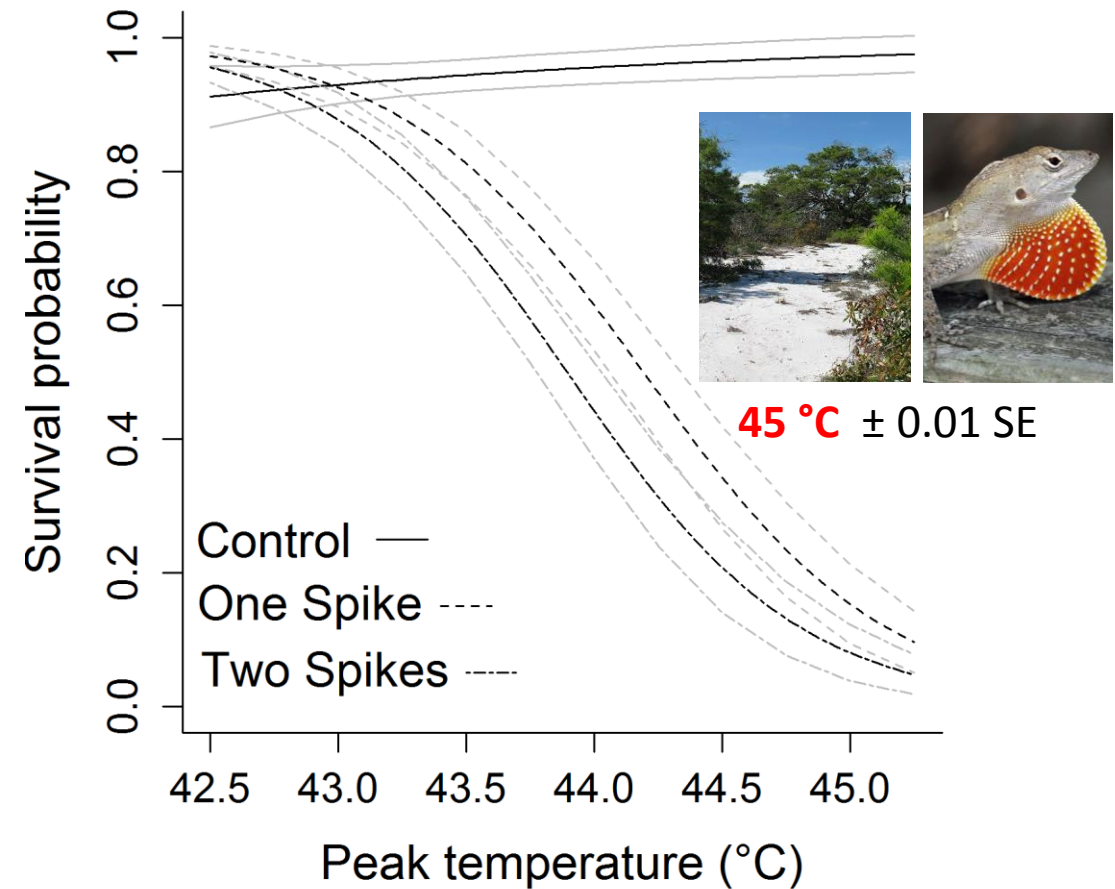 Survival probability
1.0
0.8
0.6
0.4
0.2
0.0
45 °C ± 0.01 SE
Control
One Spike
Two Spikes
42.5 43.0 43.5 44.0 44.5 45.0
Peak temperature (°C)